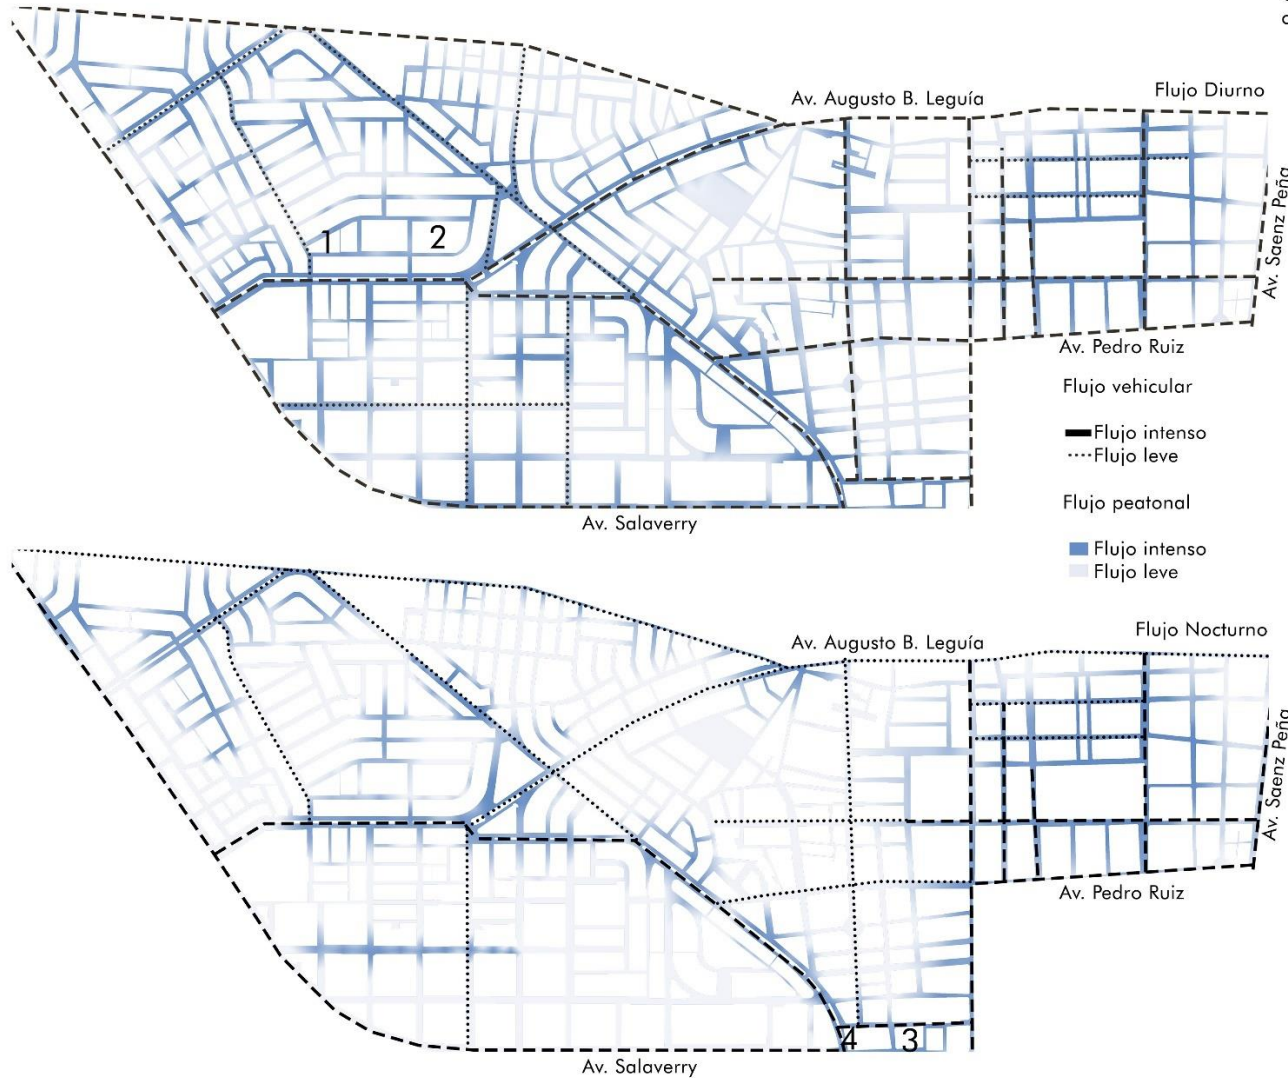 Av. Augusto B. Leguía
Flujo Diurno
Av. Saenz Peña
1
2
Av. Pedro Ruiz
Flujo vehicular
Flujo intenso
Flujo leve
Flujo peatonal
Flujo intenso
Flujo leve
Av. Salaverry
Av. Augusto B. Leguía
Flujo Nocturno
Av. Saenz Peña
Av. Pedro Ruiz
4
3
Av. Salaverry